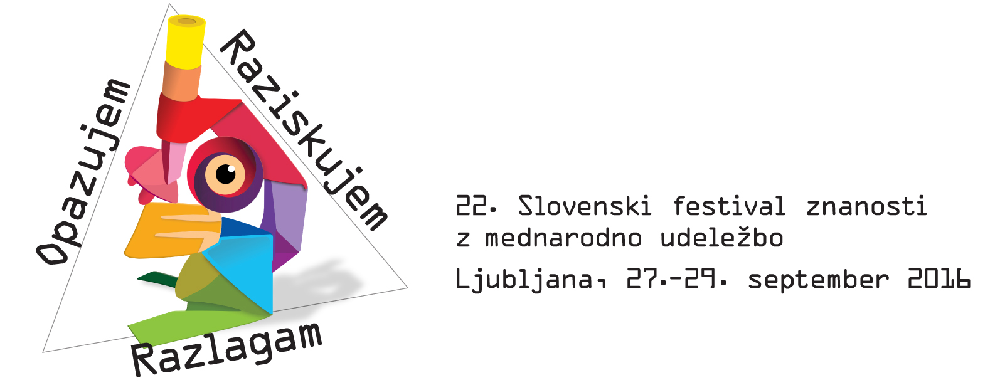 Opazujem
Raziskujem
Razlagam
22. Slovenski festival znanosti
z mednarodno udeležbo
Ljubljana, 27.-29. september 2016